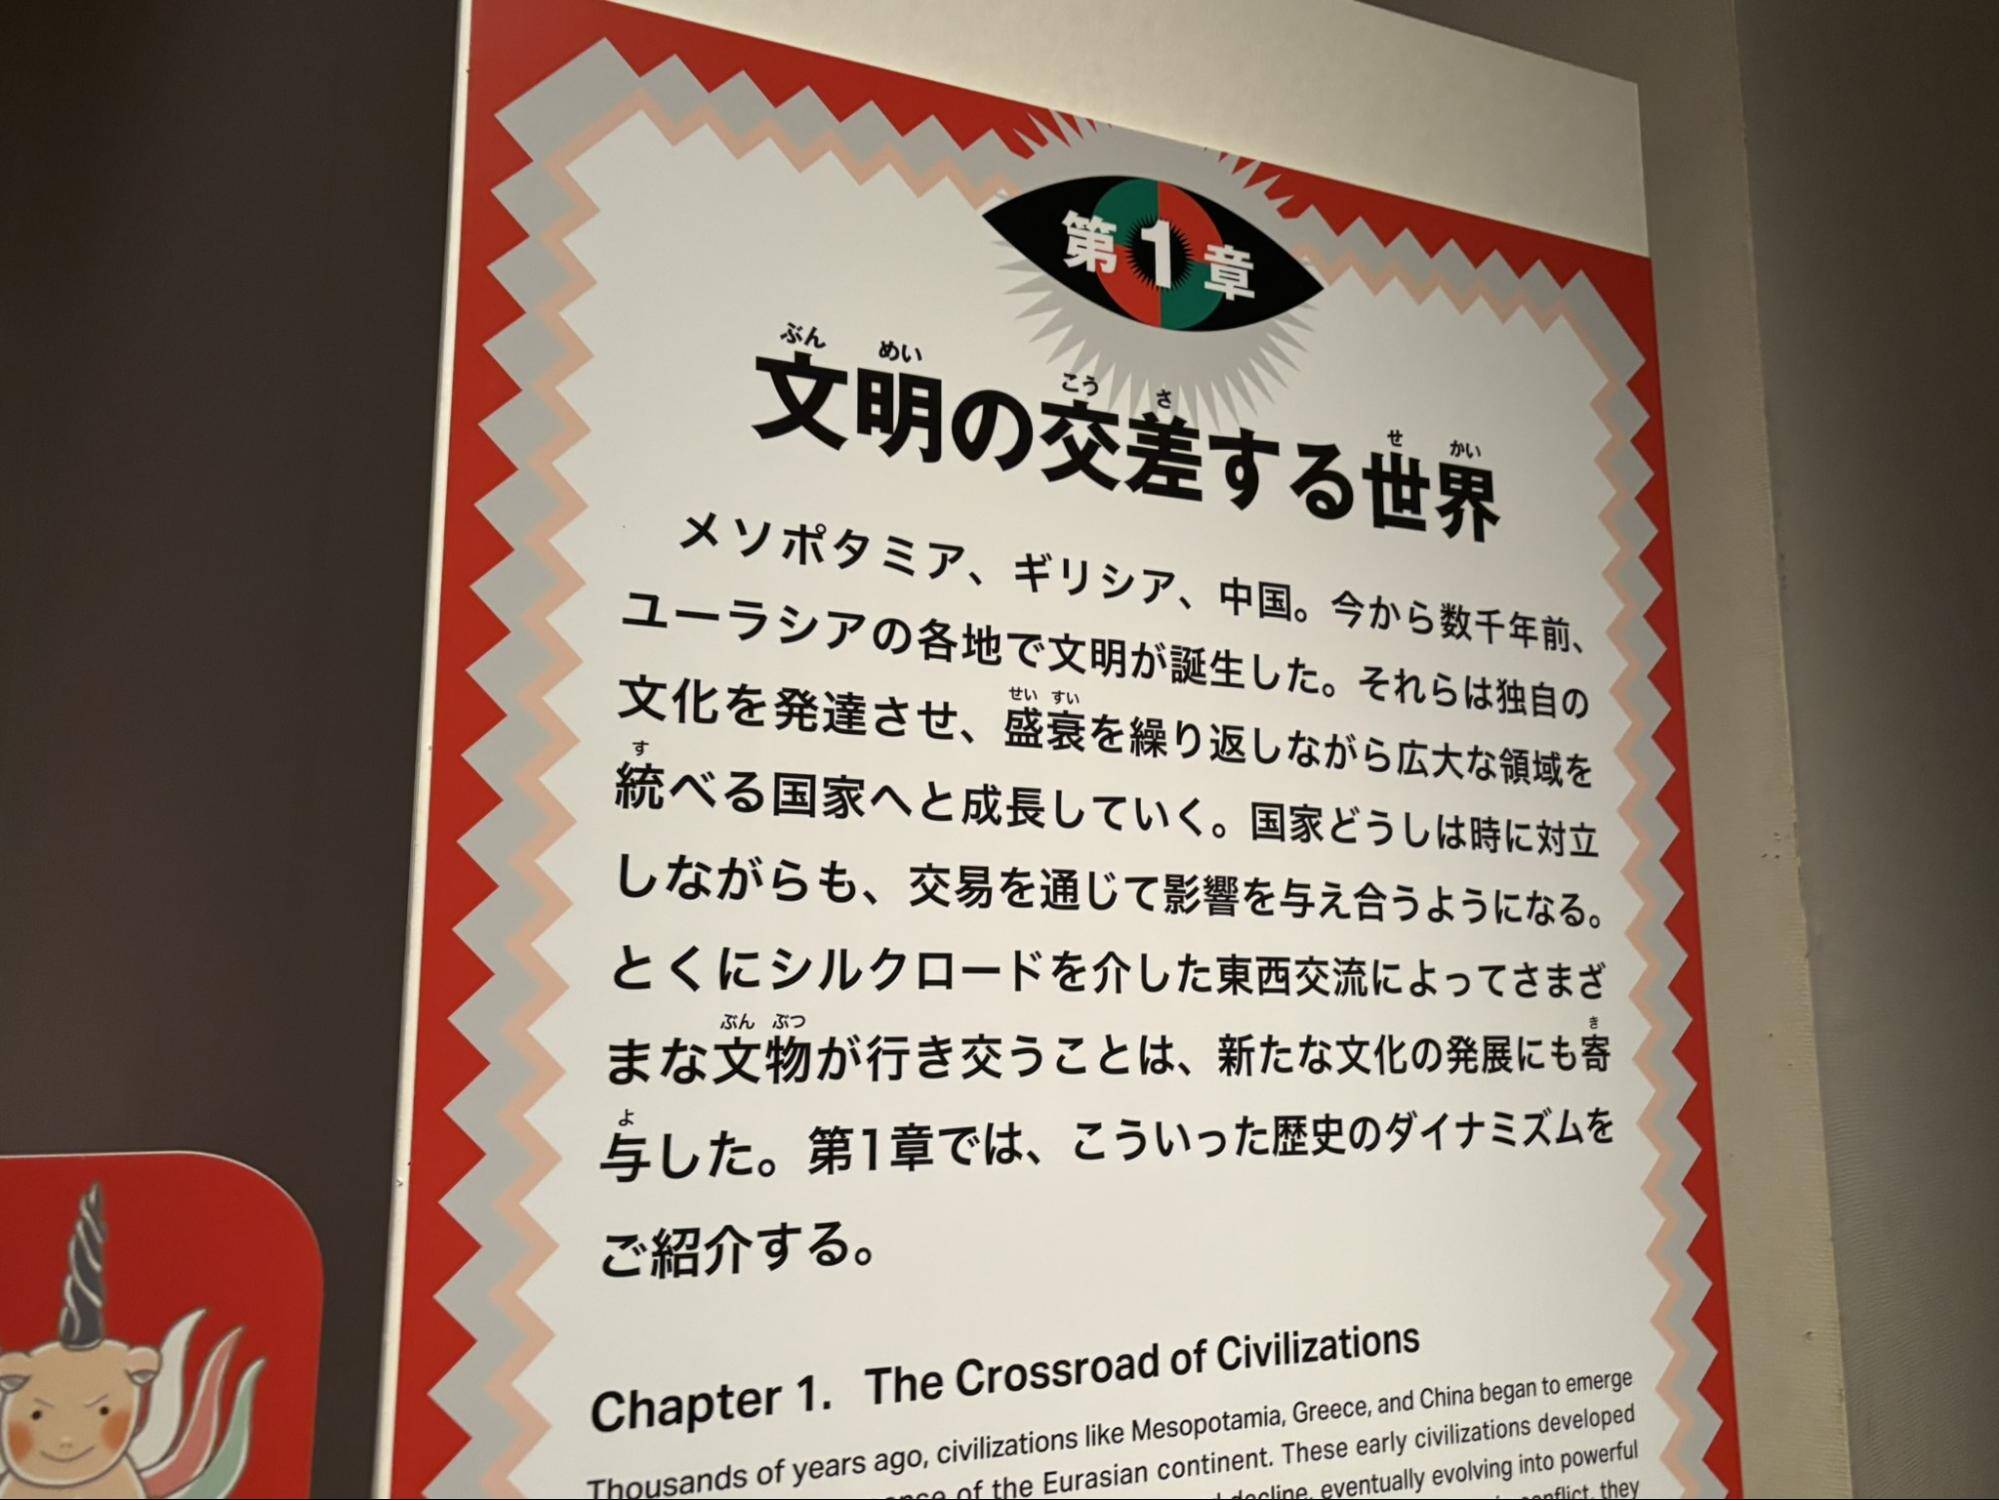 第1章
ぶん めい こう さ せ かい
文明の交差する世界
メソポタミア、ギリシア、中国。今から数千年前、
ユーラシアの各地で文明が誕生した。それらは独自の
せい すい
文化を発達させ、盛衰を繰り返しながら広大な領域を
す
統べる国家へと成長していく。国家どうしは時に対立
しながらも、交易を通じて影響を与え合うようになる。
とくにシルクロードを介した東西交流によってさまざ
ぶん ぶつ き
まな文物が行き交うことは、新たな文化の発展にも寄
よ
与した。第1章では、こういった歴史のダイナミズムを
ご紹介する。
Chapter 1. The Crossroad of Civilizations
Thousands of years ago, civilizations like Mesopotamia, Greece, and China began to emerge
of the Eurasian continent. These early civilizations developed
decline, eventually evolving into powerful
conflict, they